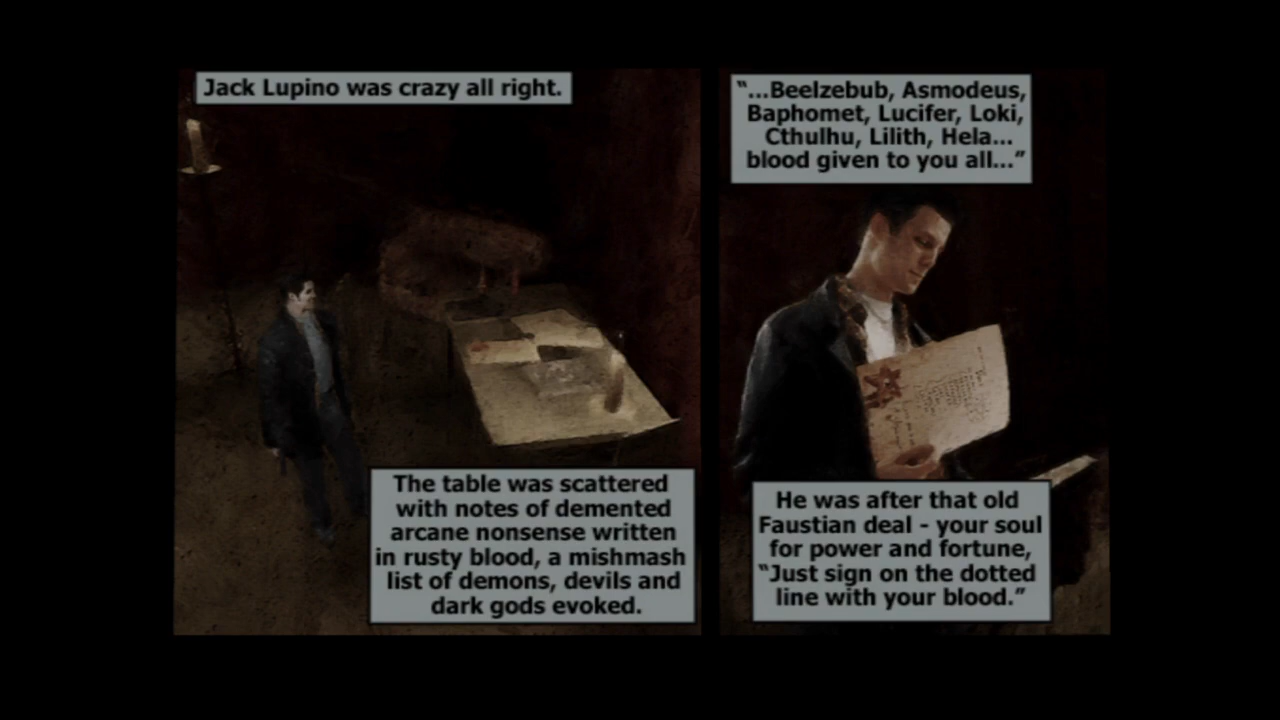 Jack Lupino was crazy all right.
The table was scattered
with notes of demented
arcane nonsense written
in rusty blood, a mishmash
list of demons, devils and
dark gods evoked.
“...Beelzebub, Asmodeus,
Baphomet, Lucifer, Loki,
Cthulhu, Lilith, Hela...
blood given to you all...”
He was after that old
Faustian deal - your soul
for power and fortune,
“Just sign on the dotted
line with your blood.”